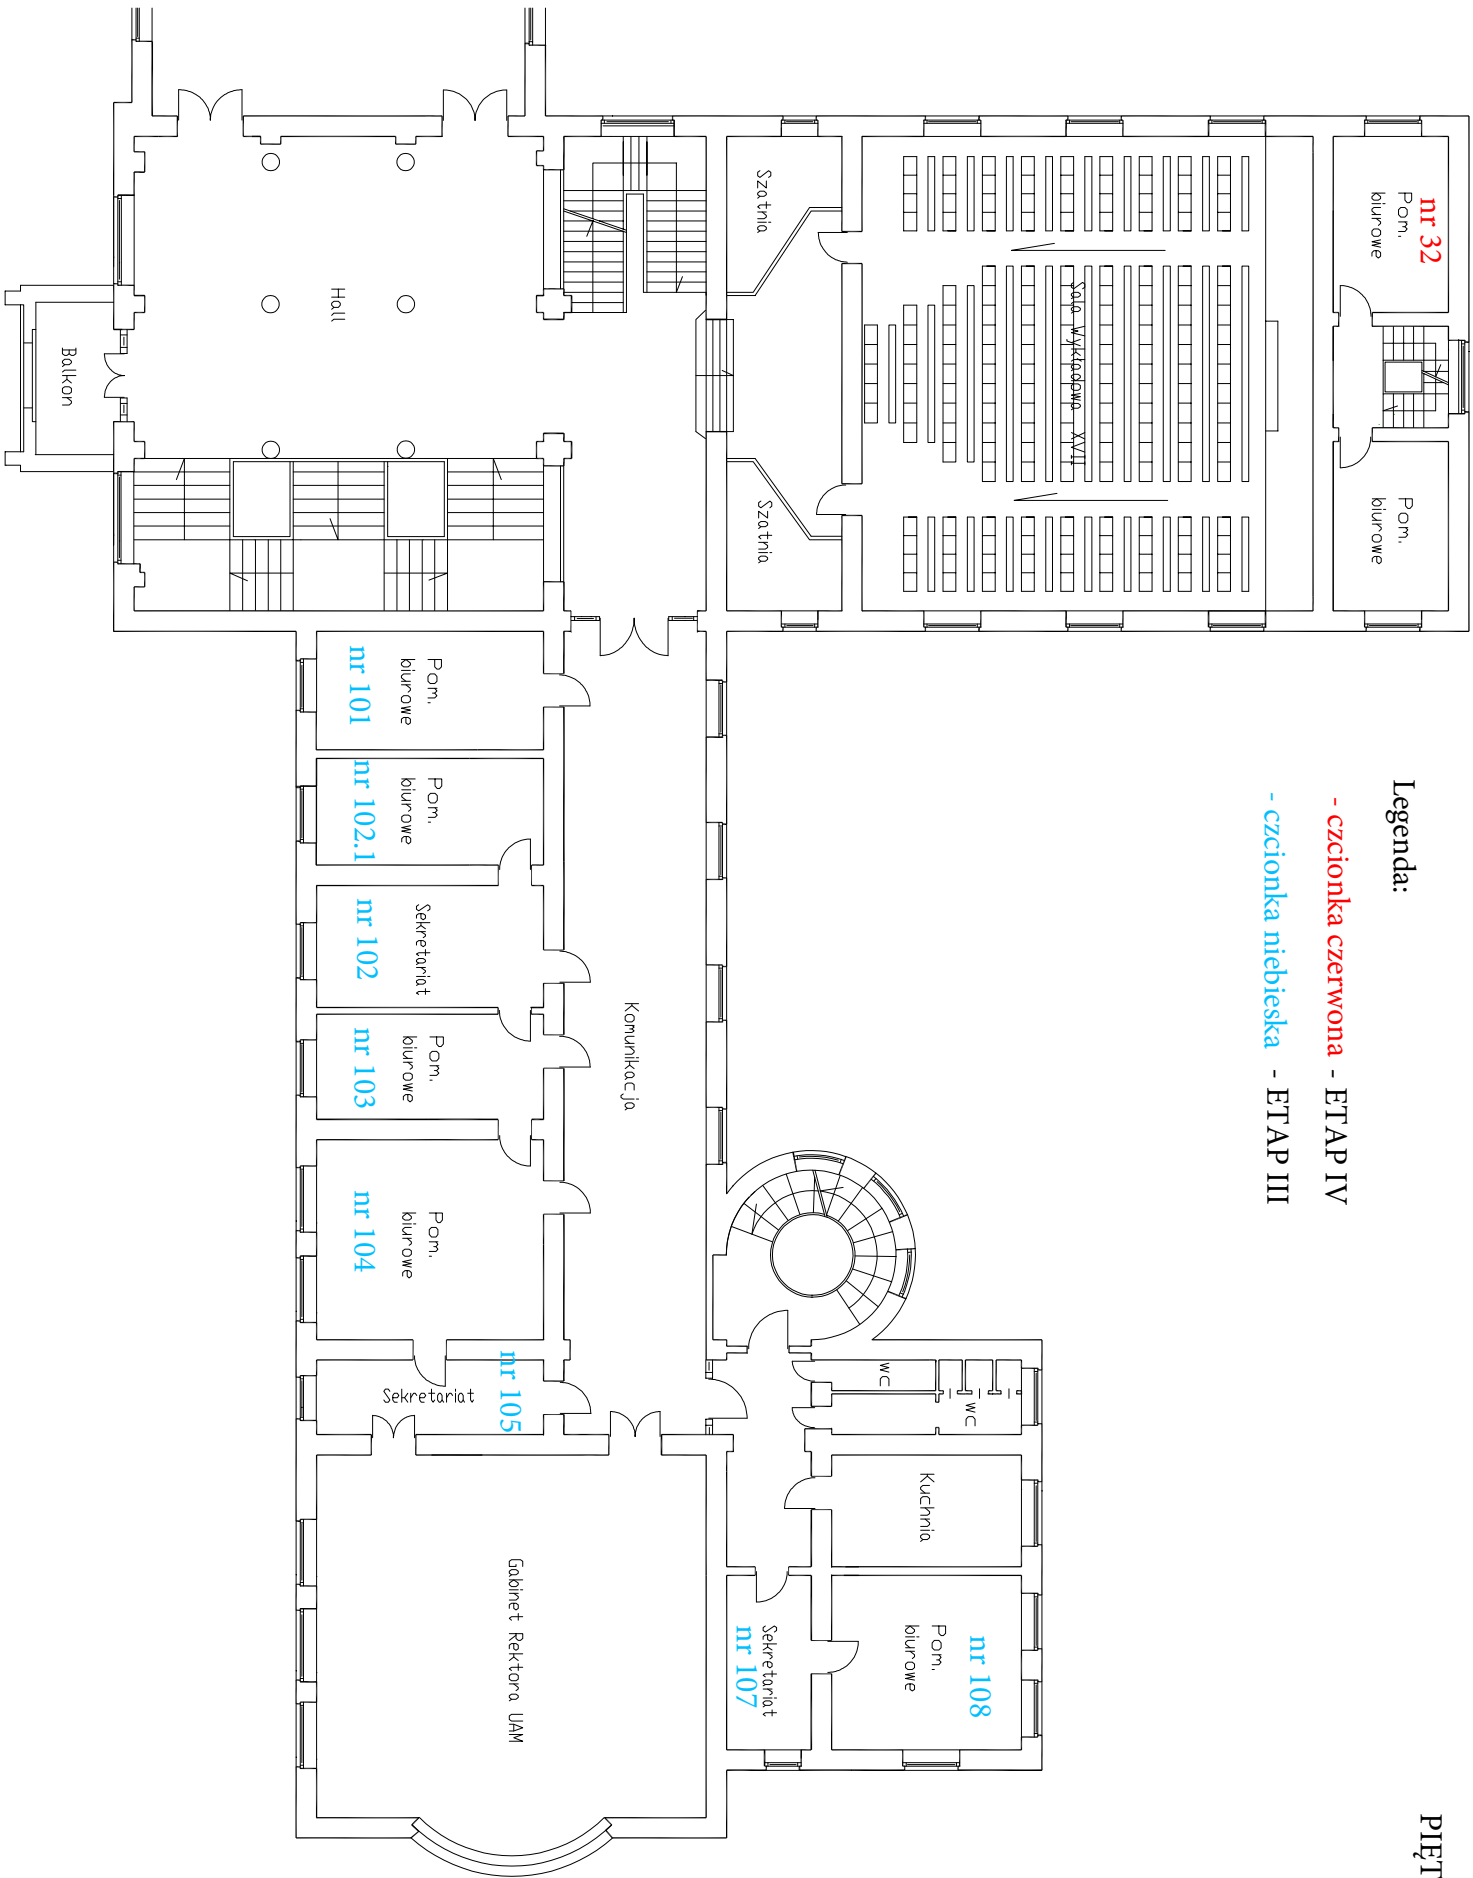 PIĘT
Legenda:
- czcionka czerwona - ETAP IV
- czcionka niebieska - ETAP III
nr 32
Pom.
biurowe
Pom.
biurowe
Sala Wykładowa XVII
Szatnia
Szatnia
Hall
Balkon
Komunikacja
Pom.
biurowe
nr 101
Pom.
biurowe
nr 102.1
Sekretariat
nr 102
Pom.
biurowe
nr 103
Pom.
biurowe
nr 104
nr 105
Sekretariat
Gabinet Rektora UAM
WC
WC
Kuchnia
nr 108
Pom.
biurowe
Sekretariat
nr 107